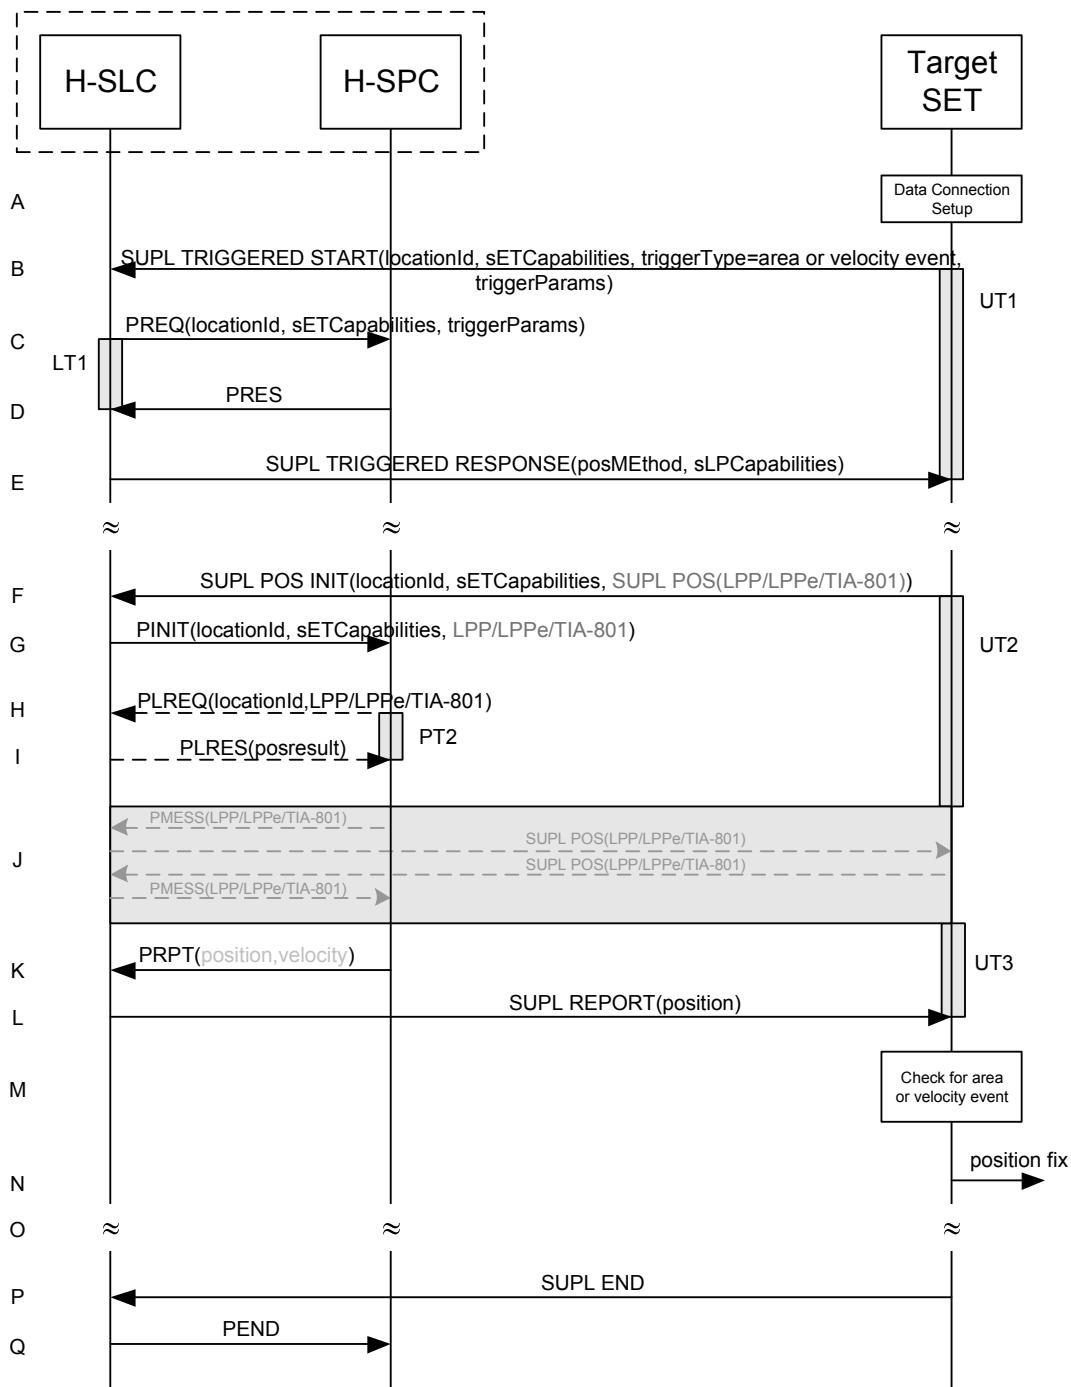 H-SLC
H-SPC
Target
SET
A
Data Connection
Setup
B
SUPL TRIGGERED START(locationId, sETCapabilities, triggerType=area or velocity event,
triggerParams)
UT1
C
PREQ(locationId, sETCapabilities, triggerParams)
LT1
D
PRES
E
SUPL TRIGGERED RESPONSE(posMEthod, sLPCapabilities)
≈ ≈ ≈
F
SUPL POS INIT(locationId, sETCapabilities, SUPL POS(LPP/LPPe/TIA-801))
G
PINIT(locationId, sETCapabilities, LPP/LPPe/TIA-801)
UT2
H
PLREQ(locationId,LPP/LPPe/TIA-801)
PT2
I
PLRES(posresult)
PMESS(LPP/LPPe/TIA-801)
SUPL POS(LPP/LPPe/TIA-801)
J
SUPL POS(LPP/LPPe/TIA-801)
PMESS(LPP/LPPe/TIA-801)
K
PRPT(position,velocity)
UT3
L
SUPL REPORT(position)
M
Check for area
or velocity event
position fix
N
O
≈ ≈ ≈
P
SUPL END
Q
PEND